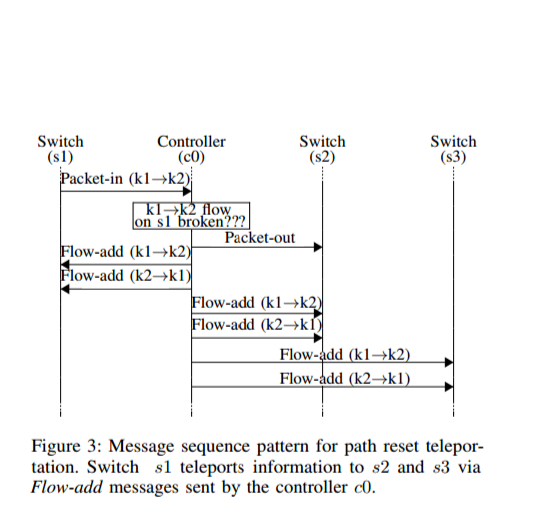 Switch Controller Switch Switch
(s1) (c0) (s2) (s3)
Packet-in (k1→k2)
k1→k2 flow
on s1 broken???
Packet-out
Flow-add (k1→k2)
Flow-add (k2→k1)
Flow-add (k1→k2)
Flow-add (k2→k1)
Flow-add (k1→k2)
Flow-add (k2→k1)
Figure 3: Message sequence pattern for path reset telepor-
tation. Switch s1 teleports information to s2 and s3 via
Flow-add messages sent by the controller c0.